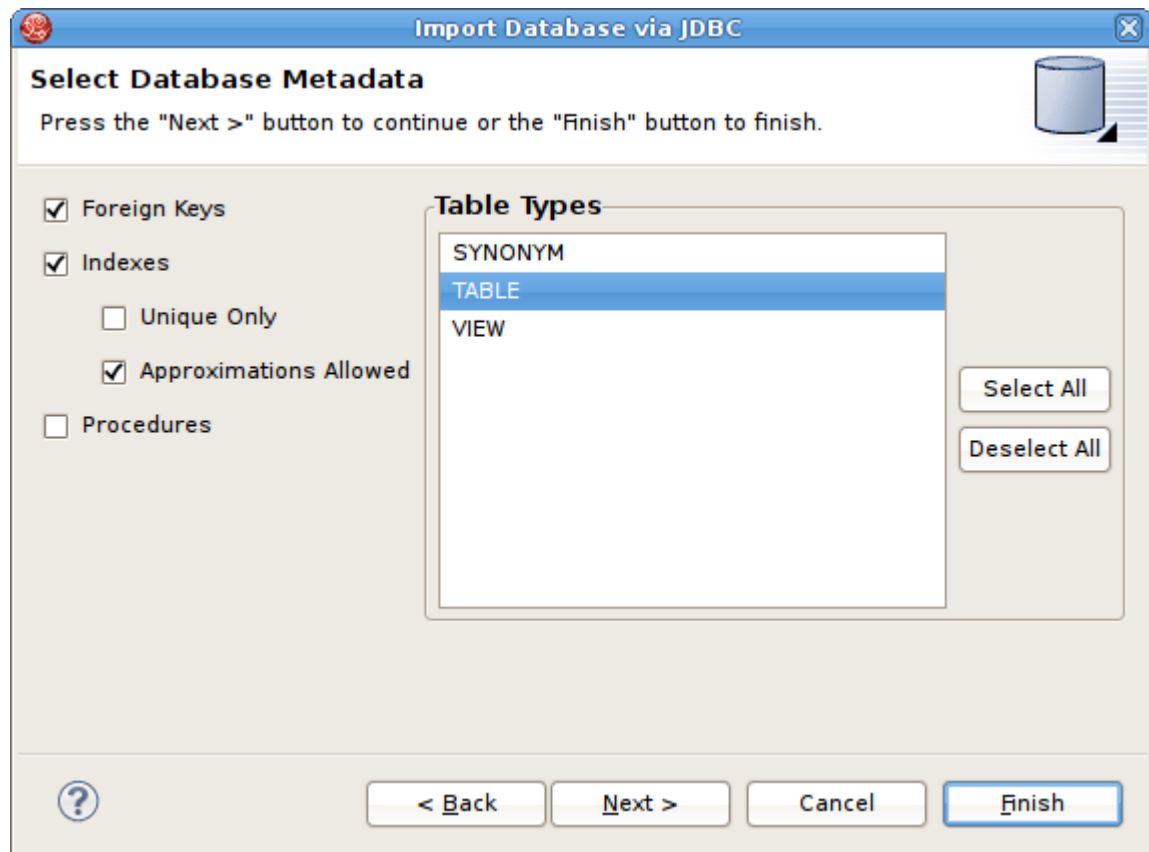 Import Database via JDBC
Select Database Metadata
Press the "Next >" button to continue or the "Finish" button to finish.
Foreign Keys
Indexes
Unique Only
Approximations Allowed
Procedures
Table Types
SYNONYM
TABLE
VIEW
Select All
Deselect All
?
< Back
Next >
Cancel
Finish